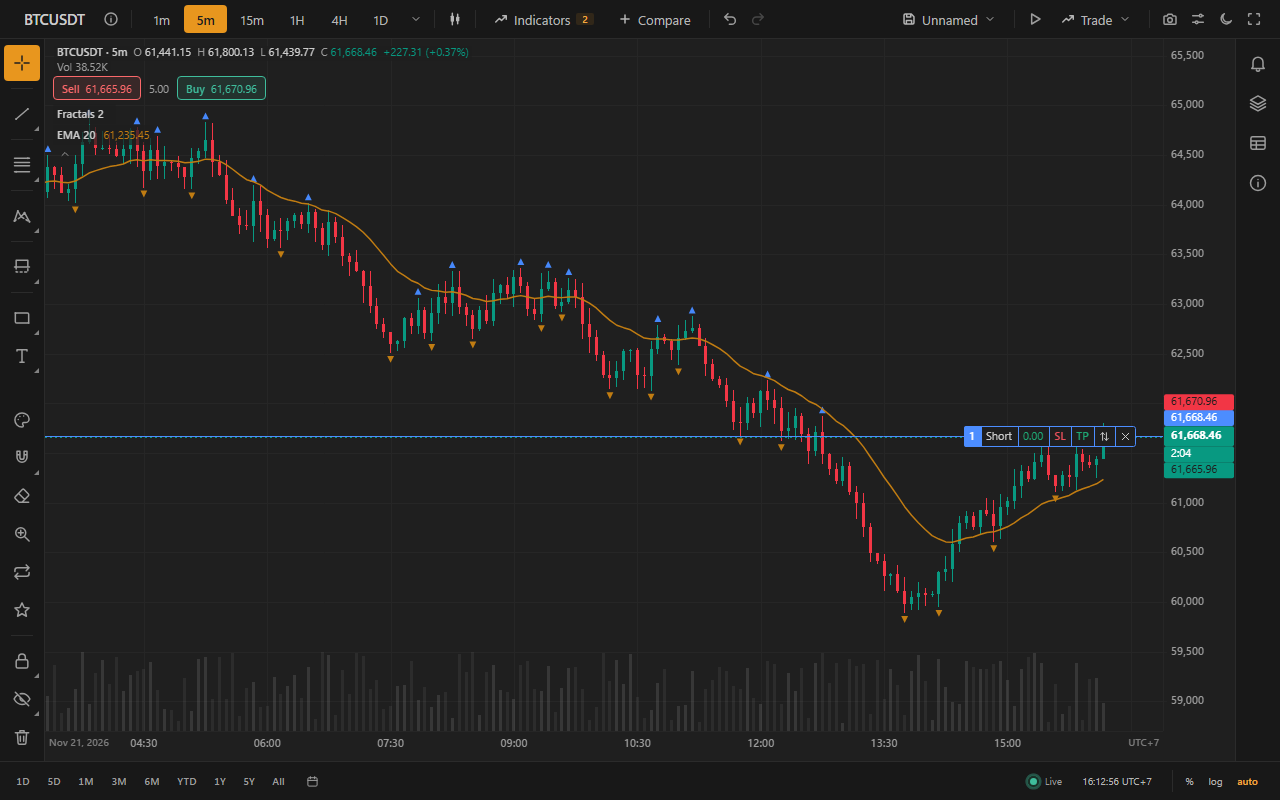 BTCUSDT 1m 5m 15m 1H 4H 1D Indicators 2 Compare Unnamed Trade
BTCUSDT · 5m O 61,441.15 H 61,800.13 L 61,439.77 C 61,668.46 +227.31 (+0.37%)
Vol 38.52K
Sell 61,665.96 5.00 Buy 61,670.96
Fractals 2
EMA 20 61,235.45
65,500
65,000
64,500
64,000
63,500
63,000
62,500
61,670.96
61,668.46
1 Short 0.00 SL TP
61,668.46
2:04
61,665.96
61,000
60,500
60,000
59,500
59,000
Nov 21, 2026 04:30 06:00 07:30 09:00 10:30 12:00 13:30 15:00 UTC+7
1D 5D 1M 3M 6M YTD 1Y 5Y All Live 16:12:56 UTC+7 % log auto